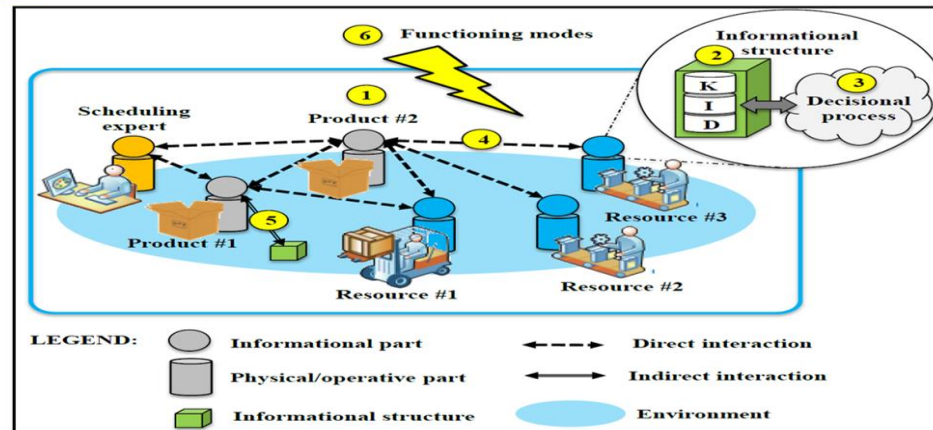 6 Functioning modes
Informational
structure
2
K
I
D
3
Decisional
process
1
Product #2
Scheduling
expert
4
Resource #3
5
Product #1
Resource #1
Resource #2
LEGEND:
Informational part
Direct interaction
Physical/operative part
Indirect interaction
Informational structure
Environment